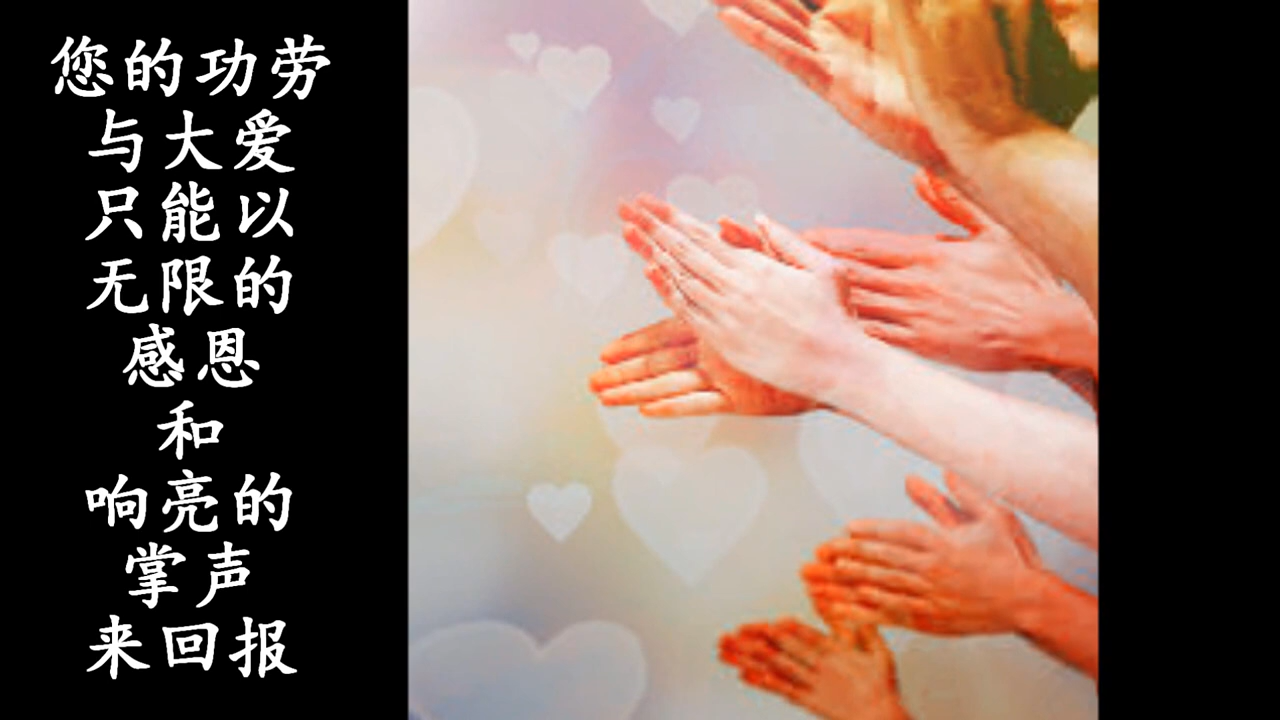 您的功劳
与大爱
只能以
无限的
感恩
和
响亮的
掌声
来回报